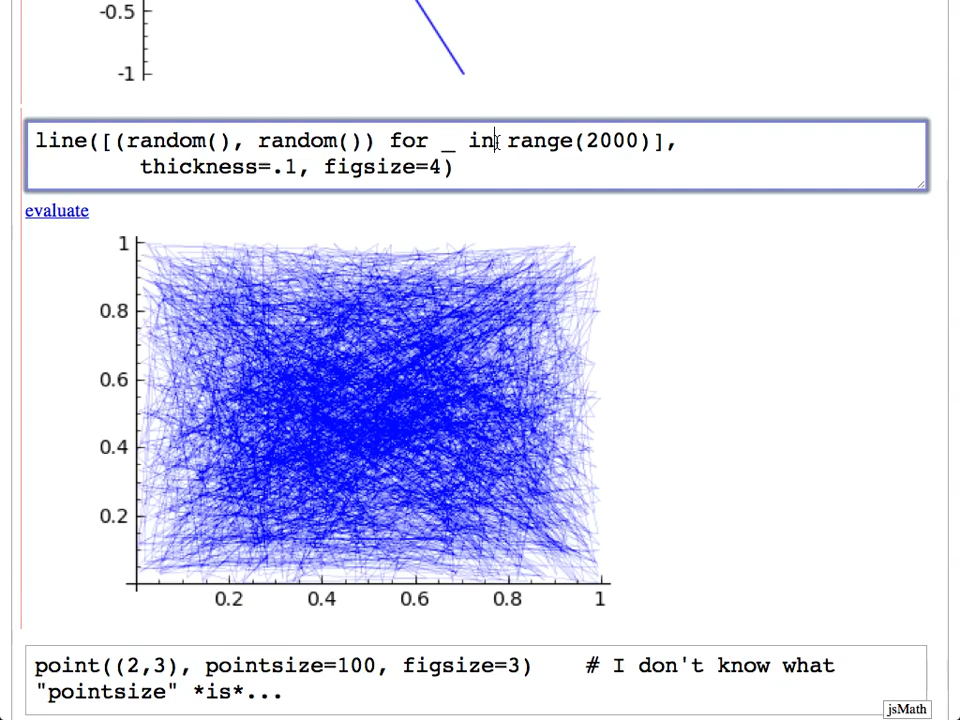 -0.5
-1
line([(random(), random()) for _ in range(2000)],
thickness=.1, figsize=4)
evaluate
1
0.8
0.6
0.4
0.2
0.2 0.4 0.6 0.8 1
point((2,3), pointsize=100, figsize=3) # I don't know what
"pointsize" *is*...
jsMath